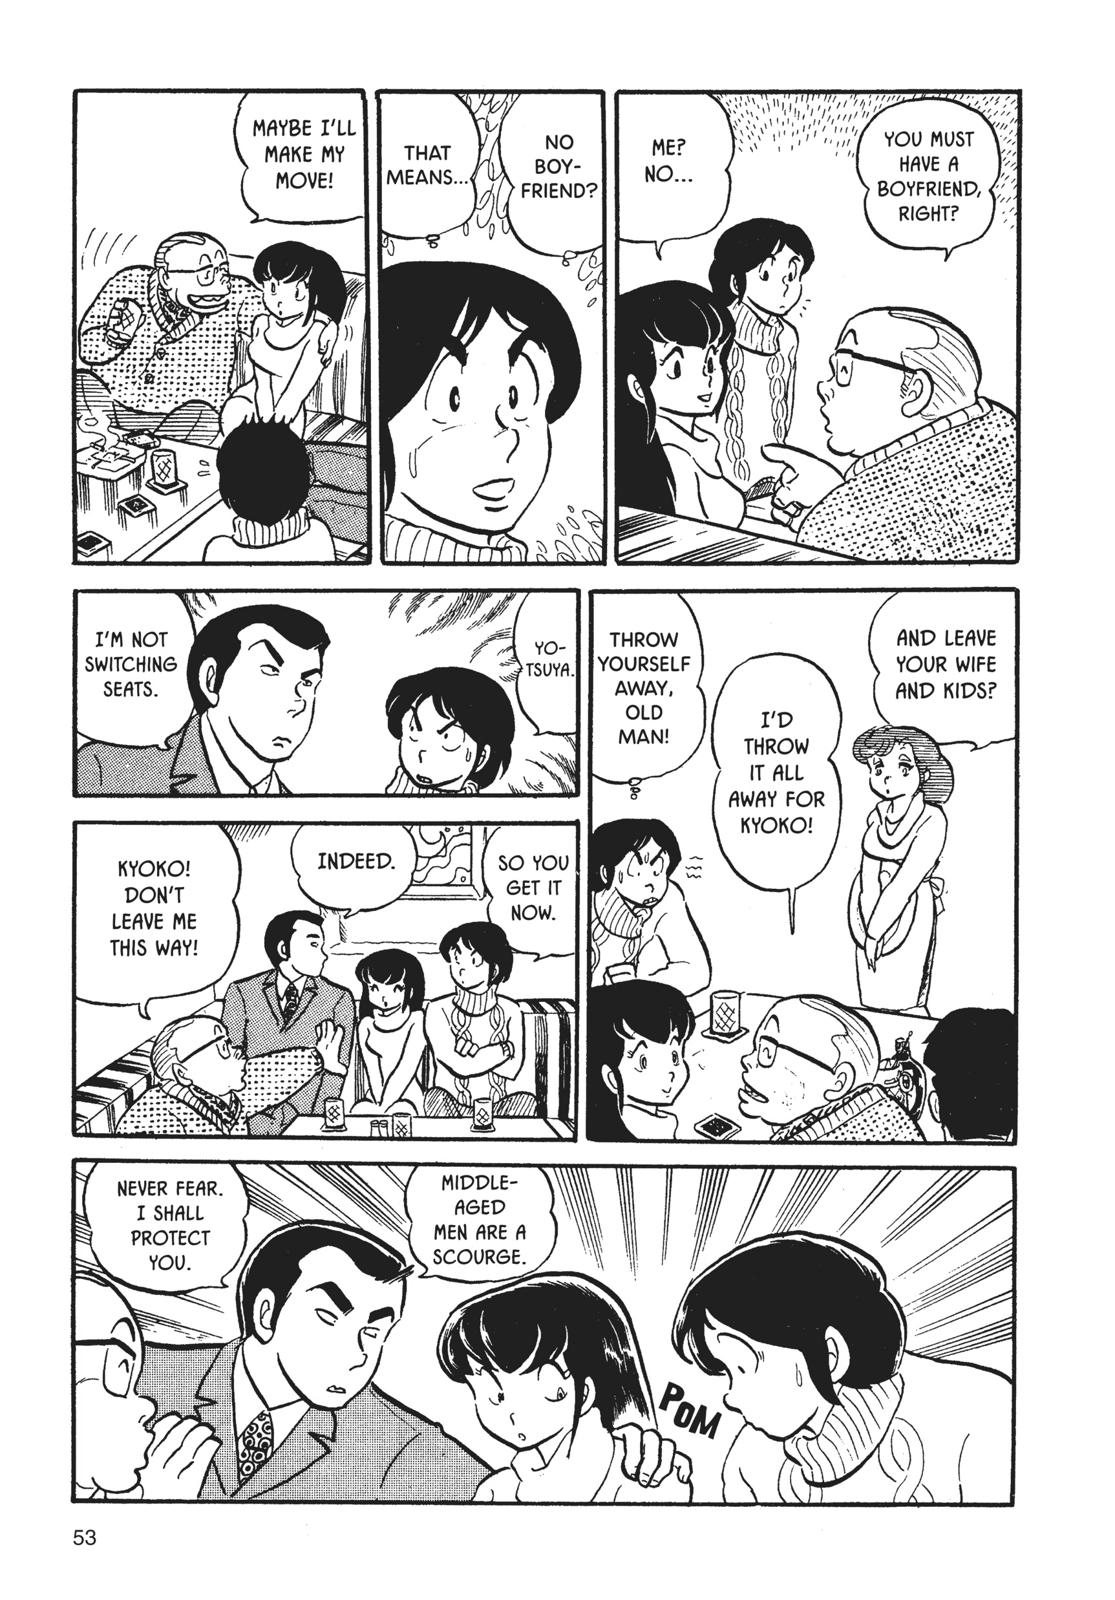 YOU MUST
HAVE A
BOYFRIEND,
RIGHT?
ME?
NO...
NO
BOY-
FRIEND?
THAT
MEANS...
MAYBE I'LL
MAKE MY
MOVE!
AND LEAVE
YOUR WIFE
AND KIDS?
I'D
THROW
IT ALL
AWAY FOR
KYOKO!
THROW
YOURSELF
AWAY,
OLD
MAN!
YO-
TSUYA.
I'M NOT
SWITCHING
SEATS.
SO YOU
GET IT
NOW.
INDEED.
KYOKO!
DON'T
LEAVE ME
THIS WAY!
MIDDLE-
AGED
MEN ARE A
SCOURGE.
NEVER FEAR.
I SHALL
PROTECT
YOU.
POM
53